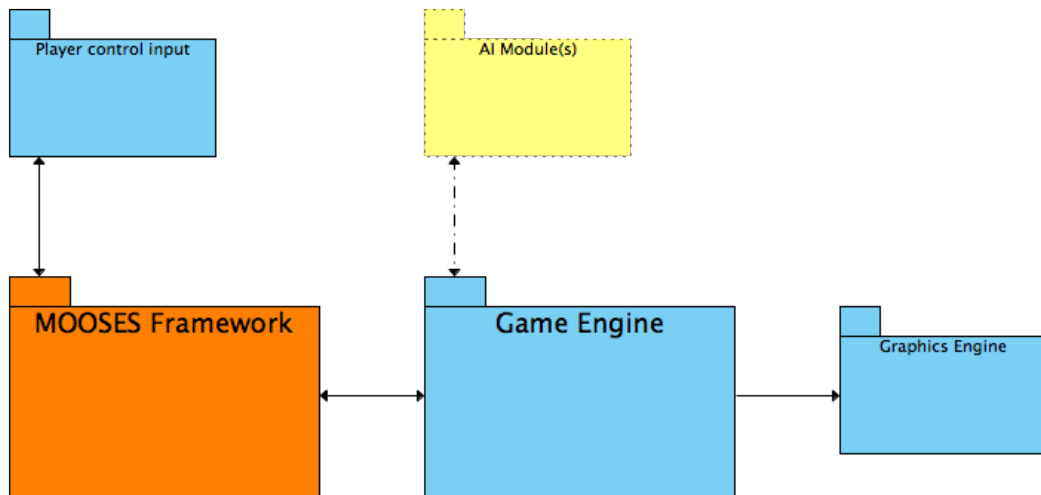 Player control input
AI Module(s)
MOOSES Framework
Game Engine
Graphics Engine